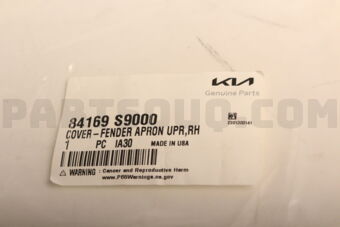 KIA
Genuine Parts
84169 S9000
COVER-FENDER APRON UPR,RH
1 PC IA30 MADE IN USA
WARNING : Cancer and Reproductive Harm
www.P65Warnings.ca.gov
PARTSOUQ.COM